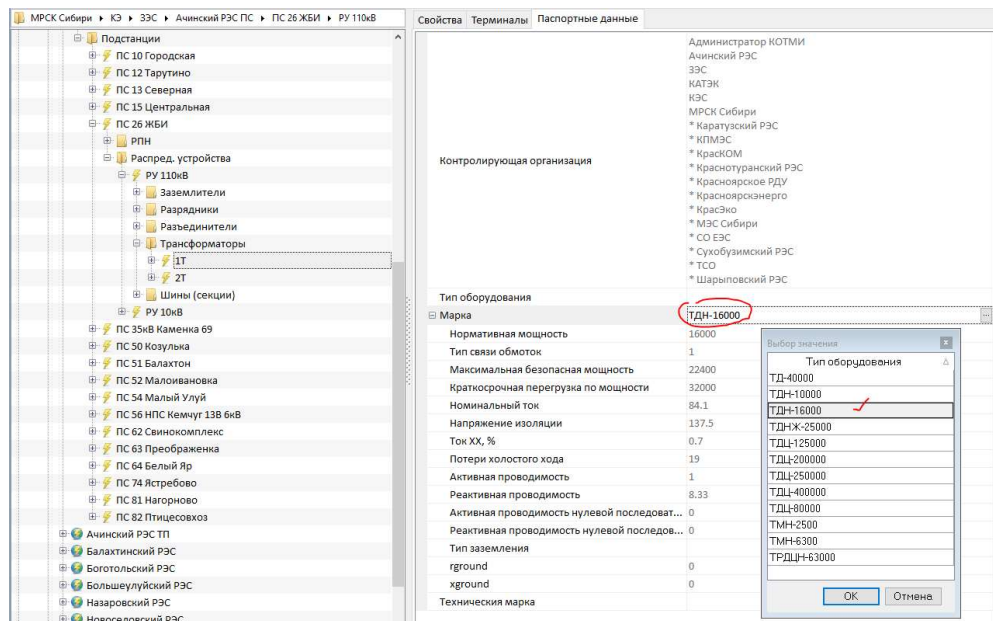 МРСК Сибири ▸ КЭ ▸ ЗЭС ▸ Ачинский РЭС ПС ▸ ПС 26 ЖБИ ▸ РУ 110кВ
Подстанции
ПС 10 Городская
ПС 12 Тарутино
ПС 13 Северная
ПС 15 Центральная
ПС 26 ЖБИ
РПН
Распред. устройства
РУ 110кВ
Заземлители
Разрядники
Разъединители
Трансформаторы
1Т
2Т
Шины (секции)
РУ 10кВ
ПС 35кВ Каменка 69
ПС 50 Козулька
ПС 51 Балахтон
ПС 52 Малоивановка
ПС 54 Малый Улуй
ПС 56 НПС Кемчуг 13В 6кВ
ПС 62 Свинокомплекс
ПС 63 Преображенка
ПС 64 Белый Яр
ПС 74 Ястребово
ПС 81 Нагорново
ПС 82 Птицесовхоз
Ачинский РЭС ТП
Балахтинский РЭС
Боготольский РЭС
Большеулуйский РЭС
Назаровский РЭС
Новоселовский РЭС
Свойства Терминалы Паспортные данные
Администратор КОТМИ
Ачинский РЭС
ЗЭС
КАТЭК
КЭС
МРСК Сибири
* Каратузский РЭС
* КПМЭС
* КрасКОМ
Контролирующая организация
* Краснотуранский РЭС
* Красноярское РДУ
* Красноярскэнерго
* КрасЭко
* МЭС Сибири
* СО ЕЭС
* Сухобузимский РЭС
* ТСО
* Шарыповский РЭС
Тип оборудования
Марка ТДН-16000 ...
Нормативная мощность 16000
Тип связи обмоток 1
Максимальная безопасная мощность 22400
Краткосрочная перегрузка по мощности 32000
Номинальный ток 84.1
Напряжение изоляции 137.5
Ток ХХ, % 0.7
Потери холостого хода 19
Активная проводимость 1
Реактивная проводимость 8.33
Активная проводимость нулевой последоват... 0
Реактивная проводимость нулевой последов... 0
Тип заземления
rground 0
xground 0
Техническия марка
Выбор значения x
Тип оборудования
ТД-40000
ТДН-10000
ТДН-16000
ТДНЖ-25000
ТДЦ-125000
ТДЦ-200000
ТДЦ-250000
ТДЦ-400000
ТДЦ-80000
ТМН-2500
ТМН-6300
ТРДЦН-63000
OK Отмена